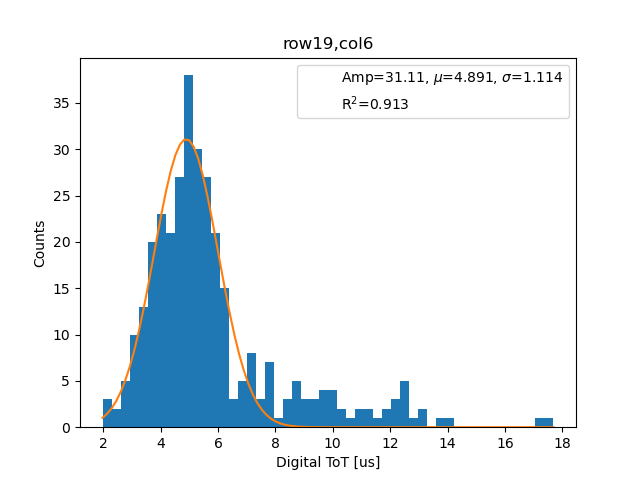 row19,col6
Amp=31.11, μ=4.891, σ=1.114
R²=0.913
Counts
35
30
25
20
15
10
5
0
2 4 6 8 10 12 14 16 18
Digital ToT [us]